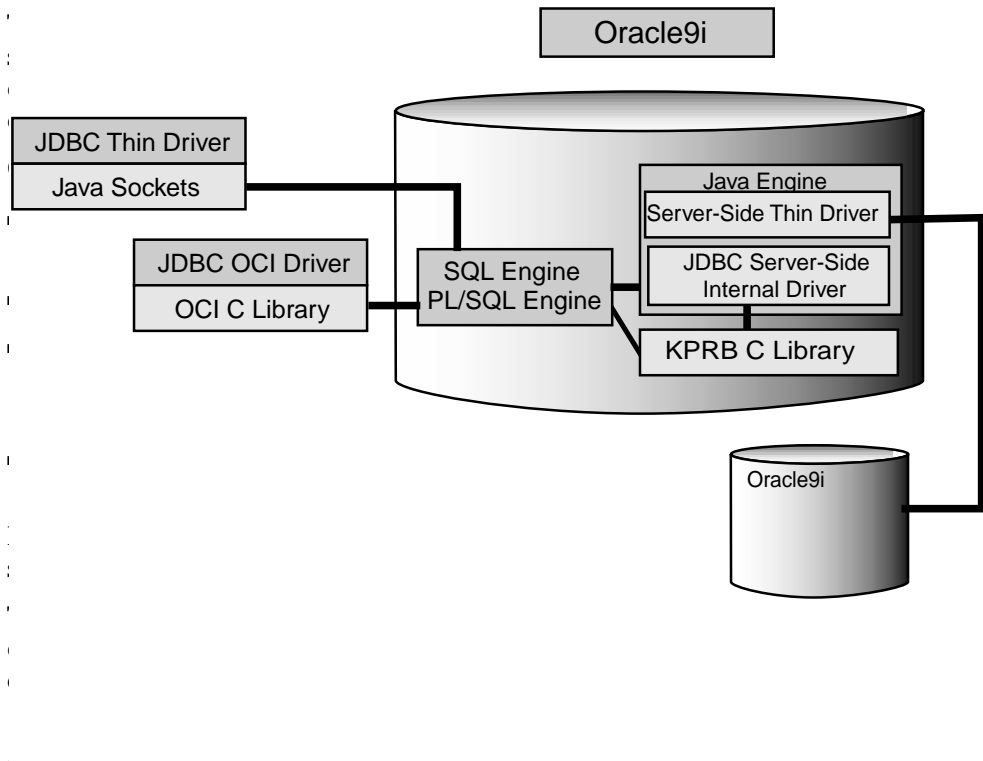 Oracle9i
JDBC Thin Driver
Java Sockets
JDBC OCI Driver
OCI C Library
SQL Engine
PL/SQL Engine
Java Engine
Server-Side Thin Driver
JDBC Server-Side
Internal Driver
KPRB C Library
Oracle9i